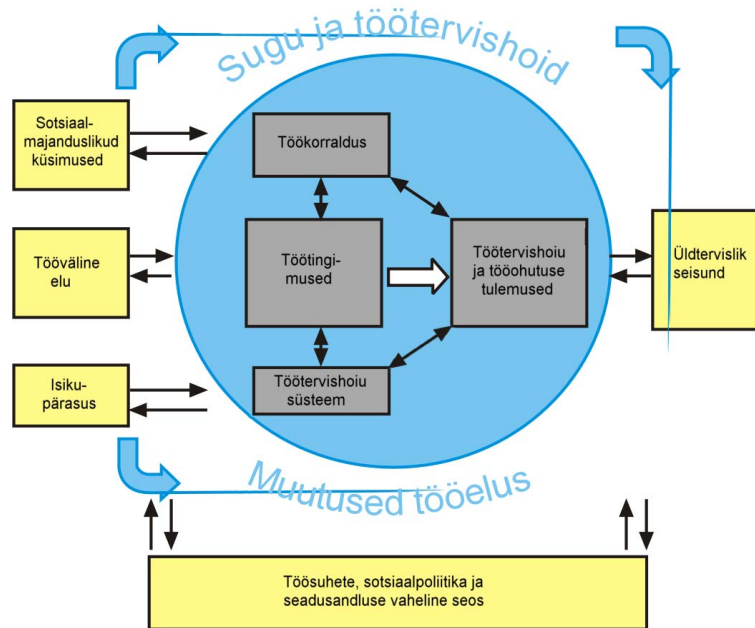 Sugu ja töötervishoid
Sotsiaal-
majanduslikud
küsimused
Töökorraldus
Tööväline
elu
Töötingi-
mused
Töötervishoiu
ja tööohutuse
tulemused
Üldtervislik
seisund
Isiku-
pärasus
Töötervishoiu
süsteem
Muutused tööelus
Töösuhete, sotsiaalpoliitika ja
seadusandluse vaheline seos